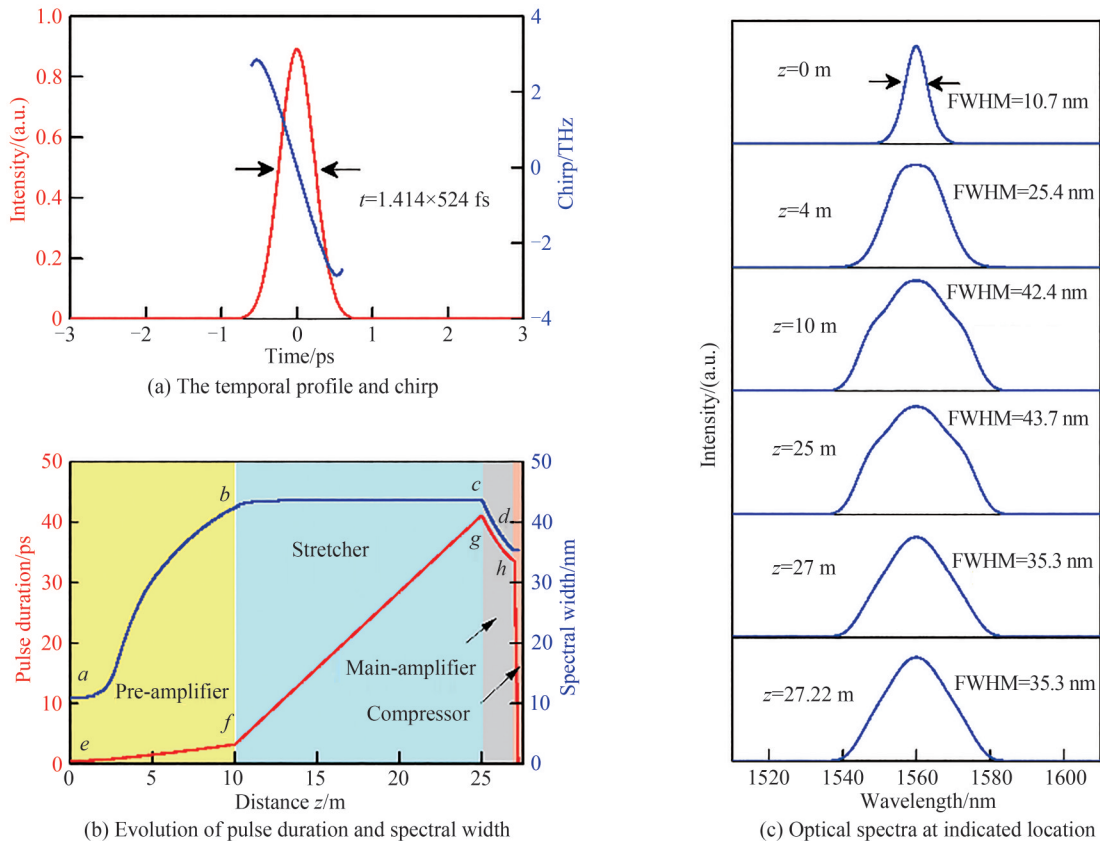 1.0
0.8
0.6
0.4
0.2
0
Intensity/(a.u.)
4
2
0
−2
−4
Chirp/THz
t=1.414×524 fs
−3 −2 −1 0 1 2 3
Time/ps
(a) The temporal profile and chirp
50
40
30
20
10
0
Pulse duration/ps
50
40
30
20
10
0
Spectral width/nm
a
b
c
d
e
f
g
h
Stretcher
Pre-amplifier
Main-amplifier
Compressor
0 5 10 15 20 25
Distance z/m
(b) Evolution of pulse duration and spectral width
Intensity/(a.u.)
z=0 m
FWHM=10.7 nm
z=4 m
FWHM=25.4 nm
z=10 m
FWHM=42.4 nm
z=25 m
FWHM=43.7 nm
z=27 m
FWHM=35.3 nm
z=27.22 m
FWHM=35.3 nm
1520 1540 1560 1580 1600
Wavelength/nm
(c) Optical spectra at indicated location